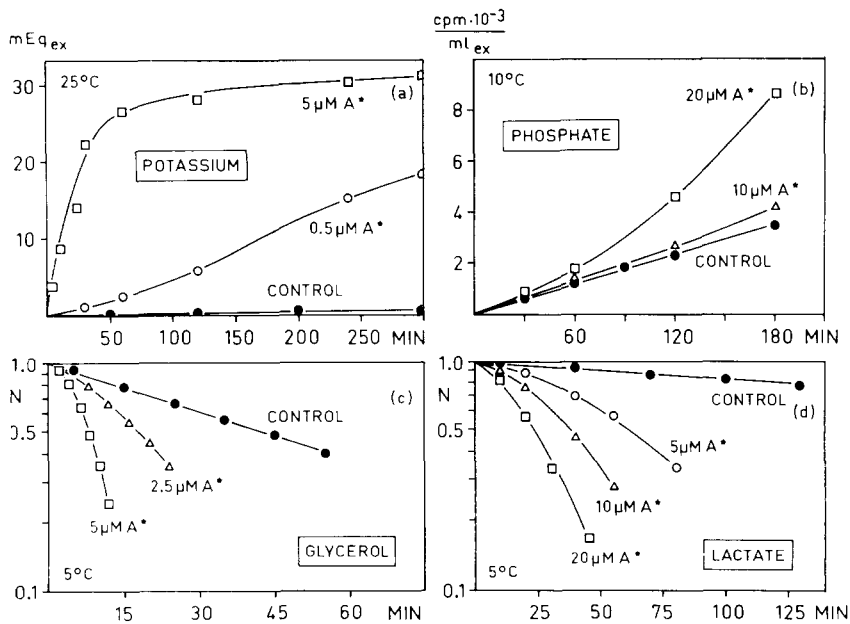 mEq ex
30
20
10
25°C
(a)
5µM A*
POTASSIUM
0.5µM A*
CONTROL
50 100 150 200 250 MIN
cpm·10⁻³
ml ex
8
6
4
2
10°C
20µM A*
(b)
PHOSPHATE
10µM A*
CONTROL
60 120 180 MIN
1.0
N
0.5
0.1
(c)
CONTROL
2.5µM A*
5µM A*
GLYCEROL
5°C
15 30 45 60 MIN
1.0
N
0.5
0.1
CONTROL
(d)
5µM A*
10µM A*
20µM A*
LACTATE
5°C
25 50 75 100 125 MIN